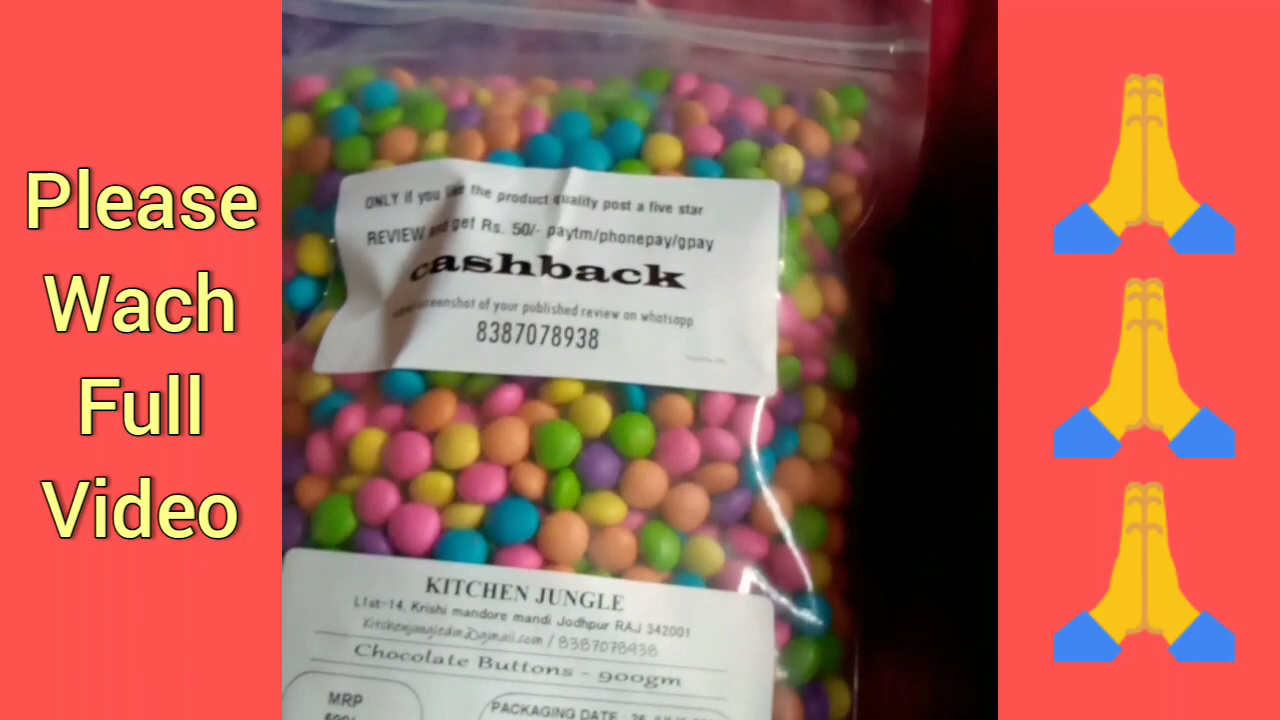 Please
Wach
Full
Video
ONLY if you like the product quality post a five star
REVIEW and get Rs. 50/- paytm/phonepay/gpay
cashback
screenshot of your published review on whatsapp
8387078938
KITCHEN JUNGLE
L1st-14, Krishi mandore mandi Jodhpur RAJ 342001
/ 8387078938
Chocolate Buttons - 900gm
MRP
PACKAGING DATE :